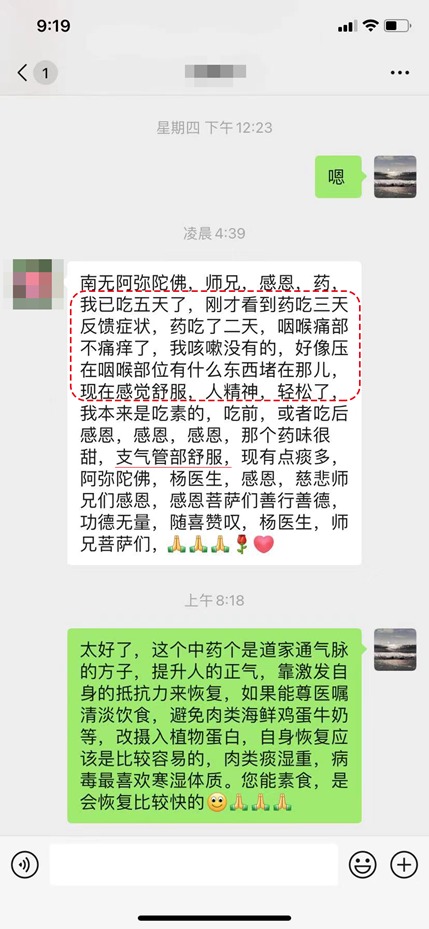 9:19
1
星期四 下午12:23
嗯
凌晨4:39
南无阿弥陀佛，师兄，感恩，药，
我已吃五天了，刚才看到药吃三天
反馈症状，药吃了二天，咽喉痛部
不痛痒了，我咳嗽没有的，好像压
在咽喉部位有什么东西堵在那儿，
现在感觉舒服，人精神，轻松了，
我本来是吃素的，吃前，或者吃后
感恩，感恩，感恩，那个药味很
甜，支气管部舒服，现有点痰多，
阿弥陀佛，杨医生，感恩，慈悲师
兄们感恩，感恩菩萨们善行善德，
功德无量，随喜赞叹，杨医生，师
兄菩萨们，🙏🙏🙏🌹💗
上午8:18
太好了，这个中药个是道家通气脉
的方子，提升人的正气，靠激发自
身的抵抗力来恢复，如果能尊医嘱
清淡饮食，避免肉类海鲜鸡蛋牛奶
等，改摄入植物蛋白，自身恢复应
该是比较容易的，肉类痰湿重，病
毒最喜欢寒湿体质。您能素食，是
会恢复比较快的🙂🙏🙏🙏